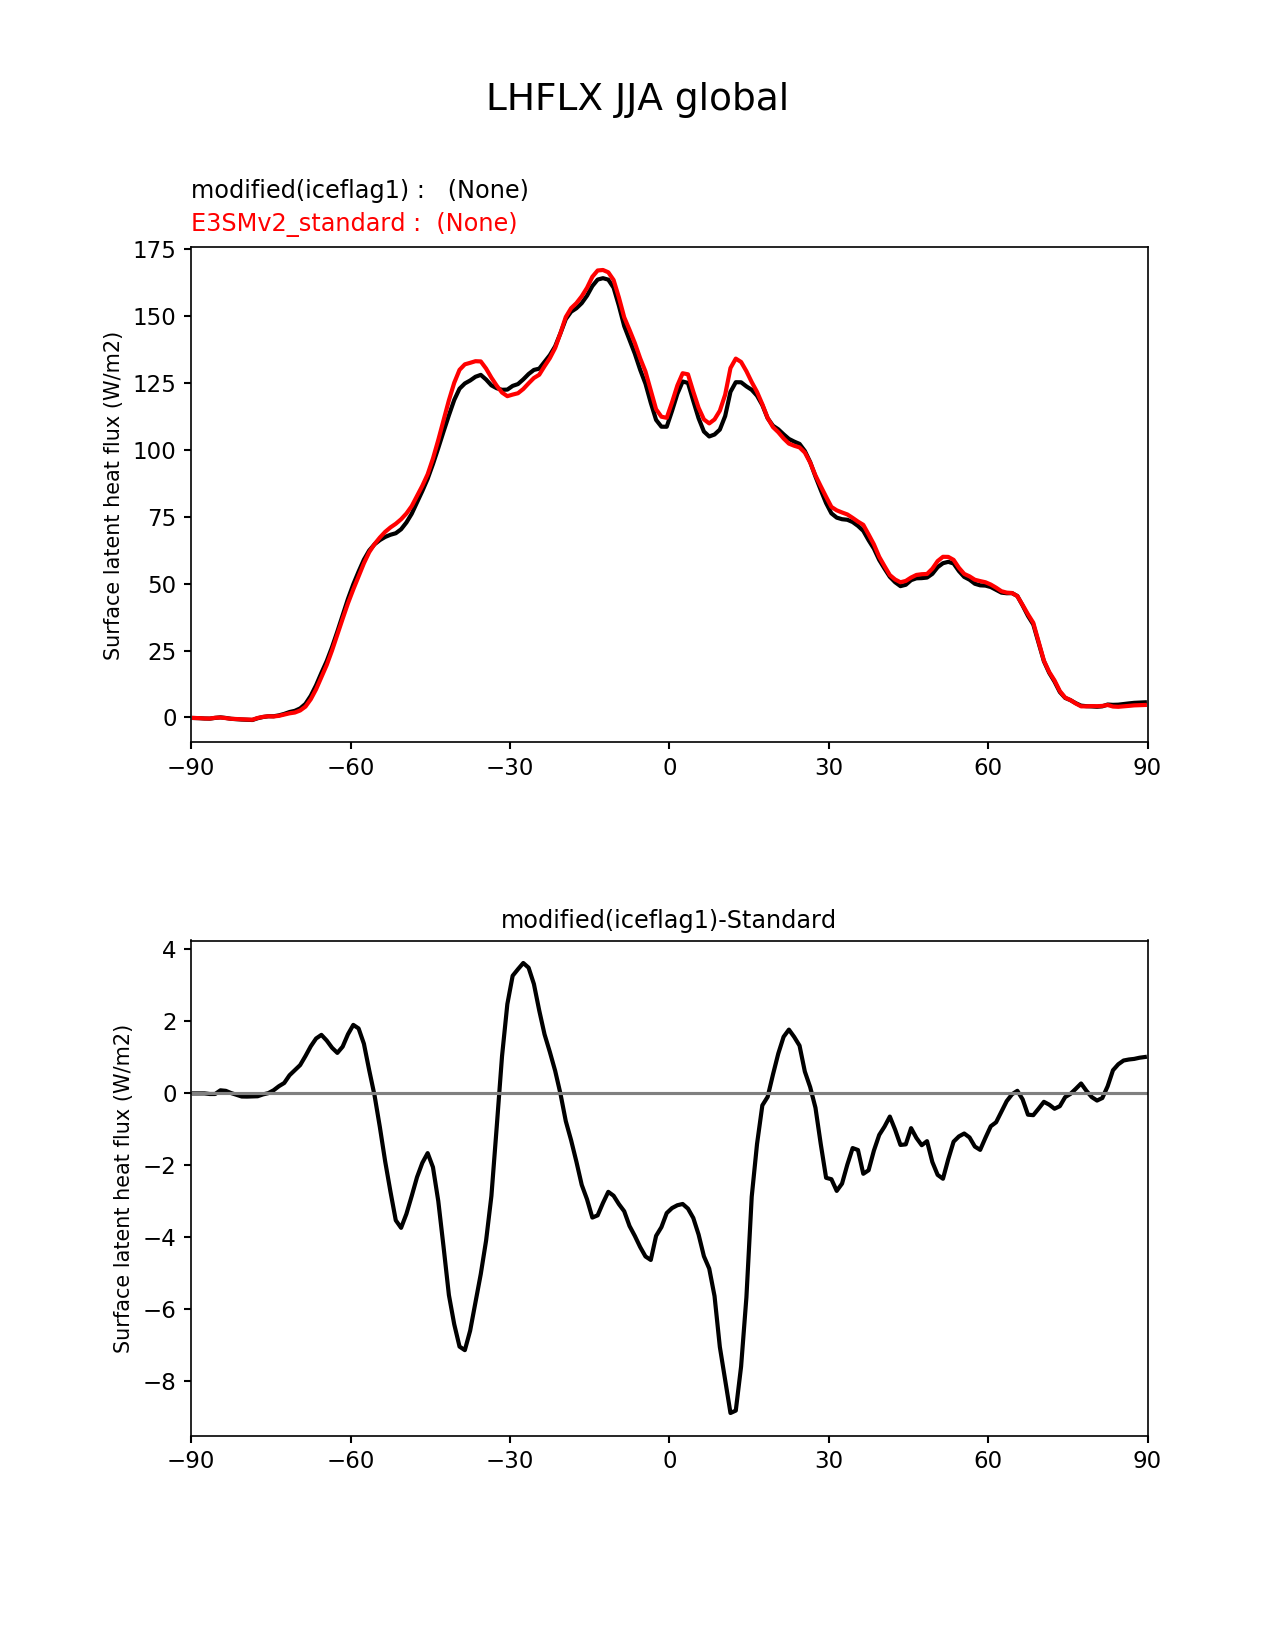 LHFLX JJA global
modified(iceflag1) :   (None)
E3SMv2_standard :  (None)
Surface latent heat flux (W/m2)
175
150
125
100
75
50
25
0
−90 −60 −30 0 30 60 90
modified(iceflag1)-Standard
Surface latent heat flux (W/m2)
4
2
0
−2
−4
−6
−8
−90 −60 −30 0 30 60 90